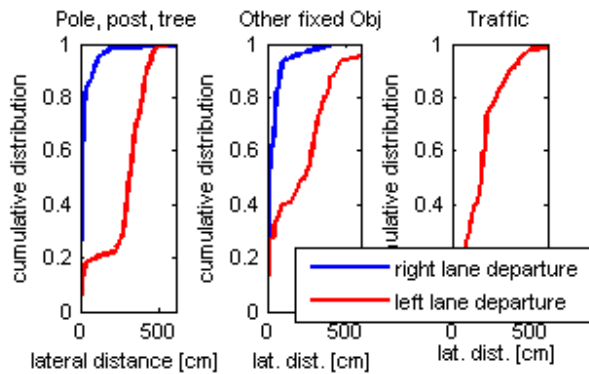 Pole, post, tree
Other fixed Obj
Traffic
cumulative distribution
1
0.8
0.6
0.4
0.2
0
0
500
lateral distance [cm]
cumulative distribution
1
0.8
0.6
0.4
0.2
0
0
500
lat. dist. [cm]
cumulative distribution
1
0.8
0.6
0.4
0
500
lat. dist. [cm]
right lane departure
left lane departure